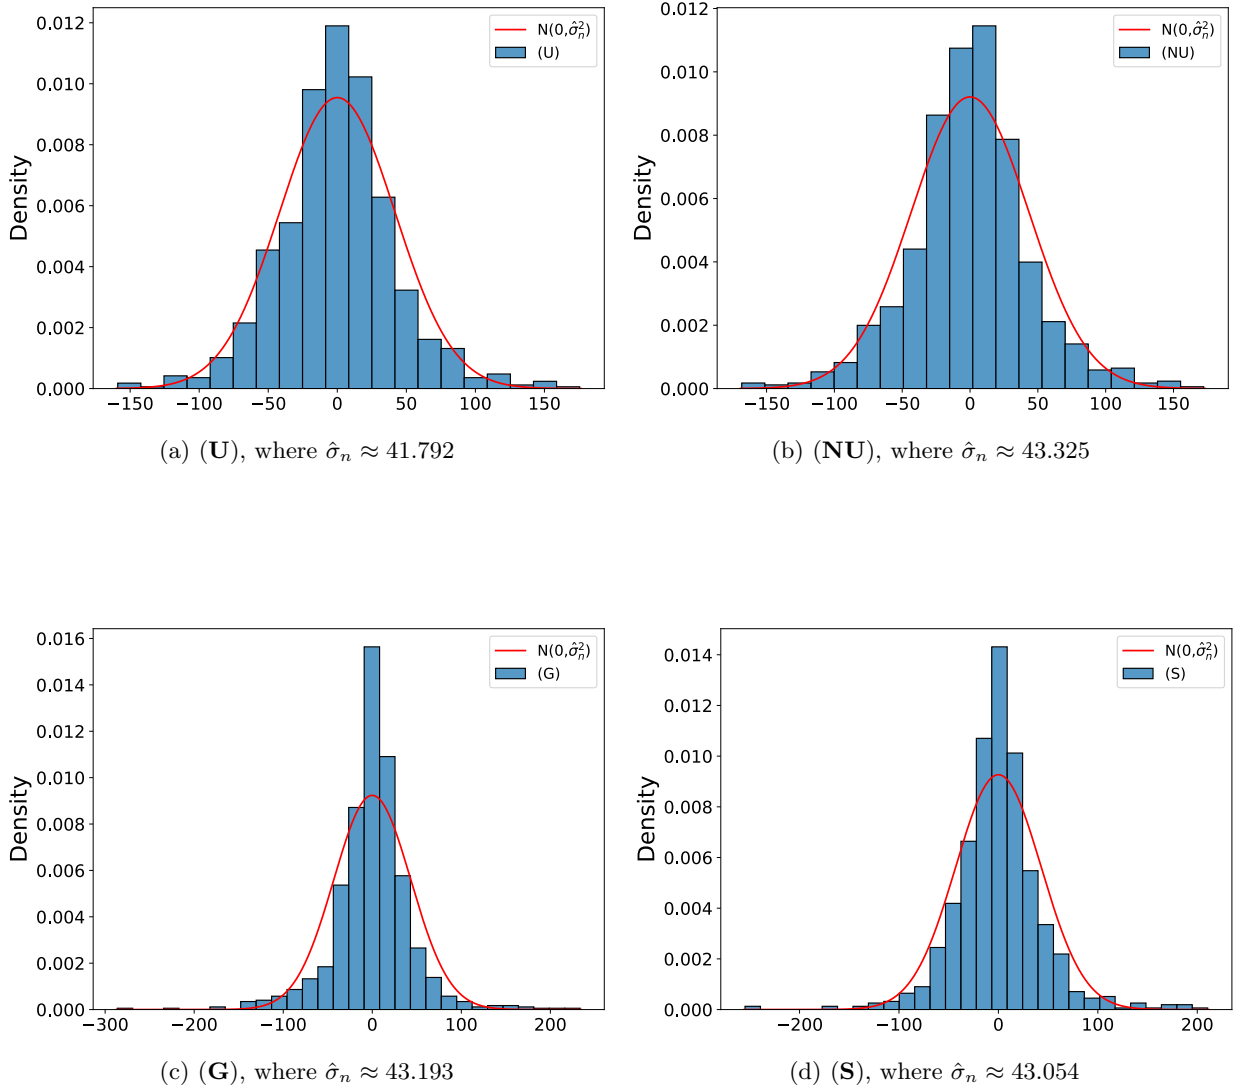 0.012
0.010
0.008
0.006
0.004
0.002
0.000
Density
−150 −100 −50 0 50 100 150
N(0,σ̂²ₙ)
(U)
(a) (U), where σ̂ₙ ≈ 41.792
0.012
0.010
0.008
0.006
0.004
0.002
0.000
Density
−150 −100 −50 0 50 100 150
N(0,σ̂²ₙ)
(NU)
(b) (NU), where σ̂ₙ ≈ 43.325
0.016
0.014
0.012
0.010
0.008
0.006
0.004
0.002
0.000
Density
−300 −200 −100 0 100 200
N(0,σ̂²ₙ)
(G)
(c) (G), where σ̂ₙ ≈ 43.193
0.014
0.012
0.010
0.008
0.006
0.004
0.002
0.000
Density
−200 −100 0 100 200
N(0,σ̂²ₙ)
(S)
(d) (S), where σ̂ₙ ≈ 43.054